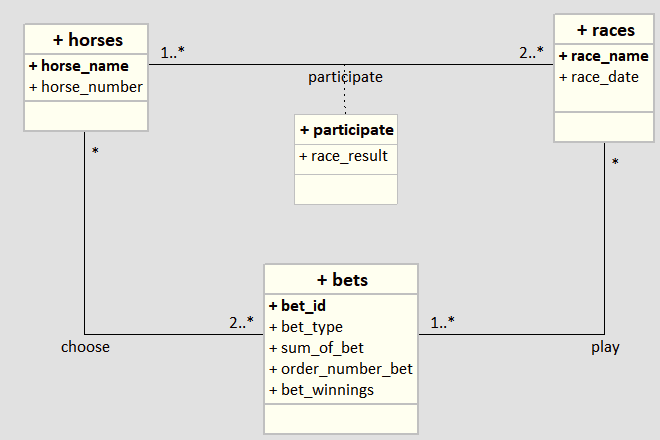 + horses
+ horse_name
+ horse_number
1..*
2..*
participate
+ races
+ race_name
+ race_date
+ participate
+ race_result
*
*
+ bets
+ bet_id
+ bet_type
+ sum_of_bet
+ order_number_bet
+ bet_winnings
2..*
1..*
choose
play